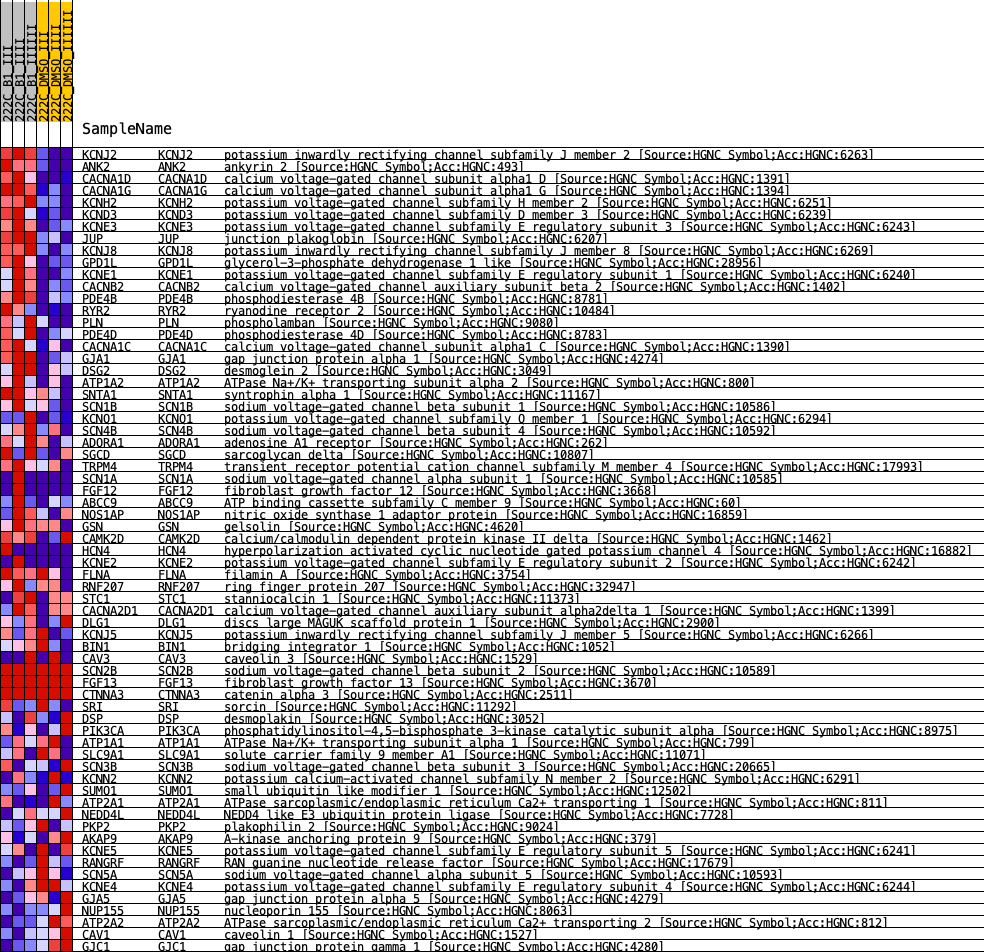 222C_B1_III
222C_B1_IIII
222C_B1_IIIIII
222C_DMSO_III
222C_DMSO_IIII
222C_DMSO_IIIIII
SampleName
KCNJ2 KCNJ2 potassium inwardly rectifying channel subfamily J member 2 [Source:HGNC Symbol;Acc:HGNC:6263]
ANK2 ANK2 ankyrin 2 [Source:HGNC Symbol;Acc:HGNC:493]
CACNA1D CACNA1D calcium voltage-gated channel subunit alpha1 D [Source:HGNC Symbol;Acc:HGNC:1391]
CACNA1G CACNA1G calcium voltage-gated channel subunit alpha1 G [Source:HGNC Symbol;Acc:HGNC:1394]
KCNH2 KCNH2 potassium voltage-gated channel subfamily H member 2 [Source:HGNC Symbol;Acc:HGNC:6251]
KCND3 KCND3 potassium voltage-gated channel subfamily D member 3 [Source:HGNC Symbol;Acc:HGNC:6239]
KCNE3 KCNE3 potassium voltage-gated channel subfamily E regulatory subunit 3 [Source:HGNC Symbol;Acc:HGNC:6243]
JUP JUP junction plakoglobin [Source:HGNC Symbol;Acc:HGNC:6207]
KCNJ8 KCNJ8 potassium inwardly rectifying channel subfamily J member 8 [Source:HGNC Symbol;Acc:HGNC:6269]
GPD1L GPD1L glycerol-3-phosphate dehydrogenase 1 like [Source:HGNC Symbol;Acc:HGNC:28956]
KCNE1 KCNE1 potassium voltage-gated channel subfamily E regulatory subunit 1 [Source:HGNC Symbol;Acc:HGNC:6240]
CACNB2 CACNB2 calcium voltage-gated channel auxiliary subunit beta 2 [Source:HGNC Symbol;Acc:HGNC:1402]
PDE4B PDE4B phosphodiesterase 4B [Source:HGNC Symbol;Acc:HGNC:8781]
RYR2 RYR2 ryanodine receptor 2 [Source:HGNC Symbol;Acc:HGNC:10484]
PLN PLN phospholamban [Source:HGNC Symbol;Acc:HGNC:9080]
PDE4D PDE4D phosphodiesterase 4D [Source:HGNC Symbol;Acc:HGNC:8783]
CACNA1C CACNA1C calcium voltage-gated channel subunit alpha1 C [Source:HGNC Symbol;Acc:HGNC:1390]
GJA1 GJA1 gap junction protein alpha 1 [Source:HGNC Symbol;Acc:HGNC:4274]
DSG2 DSG2 desmoglein 2 [Source:HGNC Symbol;Acc:HGNC:3049]
ATP1A2 ATP1A2 ATPase Na+/K+ transporting subunit alpha 2 [Source:HGNC Symbol;Acc:HGNC:800]
SNTA1 SNTA1 syntrophin alpha 1 [Source:HGNC Symbol;Acc:HGNC:11167]
SCN1B SCN1B sodium voltage-gated channel beta subunit 1 [Source:HGNC Symbol;Acc:HGNC:10586]
KCNQ1 KCNQ1 potassium voltage-gated channel subfamily Q member 1 [Source:HGNC Symbol;Acc:HGNC:6294]
SCN4B SCN4B sodium voltage-gated channel beta subunit 4 [Source:HGNC Symbol;Acc:HGNC:10592]
ADORA1 ADORA1 adenosine A1 receptor [Source:HGNC Symbol;Acc:HGNC:262]
SGCD SGCD sarcoglycan delta [Source:HGNC Symbol;Acc:HGNC:10807]
TRPM4 TRPM4 transient receptor potential cation channel subfamily M member 4 [Source:HGNC Symbol;Acc:HGNC:17993]
SCN1A SCN1A sodium voltage-gated channel alpha subunit 1 [Source:HGNC Symbol;Acc:HGNC:10585]
FGF12 FGF12 fibroblast growth factor 12 [Source:HGNC Symbol;Acc:HGNC:3668]
ABCC9 ABCC9 ATP binding cassette subfamily C member 9 [Source:HGNC Symbol;Acc:HGNC:60]
NOS1AP NOS1AP nitric oxide synthase 1 adaptor protein [Source:HGNC Symbol;Acc:HGNC:16859]
GSN GSN gelsolin [Source:HGNC Symbol;Acc:HGNC:4620]
CAMK2D CAMK2D calcium/calmodulin dependent protein kinase II delta [Source:HGNC Symbol;Acc:HGNC:1462]
HCN4 HCN4 hyperpolarization activated cyclic nucleotide gated potassium channel 4 [Source:HGNC Symbol;Acc:HGNC:16882]
KCNE2 KCNE2 potassium voltage-gated channel subfamily E regulatory subunit 2 [Source:HGNC Symbol;Acc:HGNC:6242]
FLNA FLNA filamin A [Source:HGNC Symbol;Acc:HGNC:3754]
RNF207 RNF207 ring finger protein 207 [Source:HGNC Symbol;Acc:HGNC:32947]
STC1 STC1 stanniocalcin 1 [Source:HGNC Symbol;Acc:HGNC:11373]
CACNA2D1 CACNA2D1 calcium voltage-gated channel auxiliary subunit alpha2delta 1 [Source:HGNC Symbol;Acc:HGNC:1399]
DLG1 DLG1 discs large MAGUK scaffold protein 1 [Source:HGNC Symbol;Acc:HGNC:2900]
KCNJ5 KCNJ5 potassium inwardly rectifying channel subfamily J member 5 [Source:HGNC Symbol;Acc:HGNC:6266]
BIN1 BIN1 bridging integrator 1 [Source:HGNC Symbol;Acc:HGNC:1052]
CAV3 CAV3 caveolin 3 [Source:HGNC Symbol;Acc:HGNC:1529]
SCN2B SCN2B sodium voltage-gated channel beta subunit 2 [Source:HGNC Symbol;Acc:HGNC:10589]
FGF13 FGF13 fibroblast growth factor 13 [Source:HGNC Symbol;Acc:HGNC:3670]
CTNNA3 CTNNA3 catenin alpha 3 [Source:HGNC Symbol;Acc:HGNC:2511]
SRI SRI sorcin [Source:HGNC Symbol;Acc:HGNC:11292]
DSP DSP desmoplakin [Source:HGNC Symbol;Acc:HGNC:3052]
PIK3CA PIK3CA phosphatidylinositol-4,5-bisphosphate 3-kinase catalytic subunit alpha [Source:HGNC Symbol;Acc:HGNC:8975]
ATP1A1 ATP1A1 ATPase Na+/K+ transporting subunit alpha 1 [Source:HGNC Symbol;Acc:HGNC:799]
SLC9A1 SLC9A1 solute carrier family 9 member A1 [Source:HGNC Symbol;Acc:HGNC:11071]
SCN3B SCN3B sodium voltage-gated channel beta subunit 3 [Source:HGNC Symbol;Acc:HGNC:20665]
KCNN2 KCNN2 potassium calcium-activated channel subfamily N member 2 [Source:HGNC Symbol;Acc:HGNC:6291]
SUMO1 SUMO1 small ubiquitin like modifier 1 [Source:HGNC Symbol;Acc:HGNC:12502]
ATP2A1 ATP2A1 ATPase sarcoplasmic/endoplasmic reticulum Ca2+ transporting 1 [Source:HGNC Symbol;Acc:HGNC:811]
NEDD4L NEDD4L NEDD4 like E3 ubiquitin protein ligase [Source:HGNC Symbol;Acc:HGNC:7728]
PKP2 PKP2 plakophilin 2 [Source:HGNC Symbol;Acc:HGNC:9024]
AKAP9 AKAP9 A-kinase anchoring protein 9 [Source:HGNC Symbol;Acc:HGNC:379]
KCNE5 KCNE5 potassium voltage-gated channel subfamily E regulatory subunit 5 [Source:HGNC Symbol;Acc:HGNC:6241]
RANGRF RANGRF RAN guanine nucleotide release factor [Source:HGNC Symbol;Acc:HGNC:17679]
SCN5A SCN5A sodium voltage-gated channel alpha subunit 5 [Source:HGNC Symbol;Acc:HGNC:10593]
KCNE4 KCNE4 potassium voltage-gated channel subfamily E regulatory subunit 4 [Source:HGNC Symbol;Acc:HGNC:6244]
GJA5 GJA5 gap junction protein alpha 5 [Source:HGNC Symbol;Acc:HGNC:4279]
NUP155 NUP155 nucleoporin 155 [Source:HGNC Symbol;Acc:HGNC:8063]
ATP2A2 ATP2A2 ATPase sarcoplasmic/endoplasmic reticulum Ca2+ transporting 2 [Source:HGNC Symbol;Acc:HGNC:812]
CAV1 CAV1 caveolin 1 [Source:HGNC Symbol;Acc:HGNC:1527]
GJC1 GJC1 gap junction protein gamma 1 [Source:HGNC Symbol;Acc:HGNC:4280]